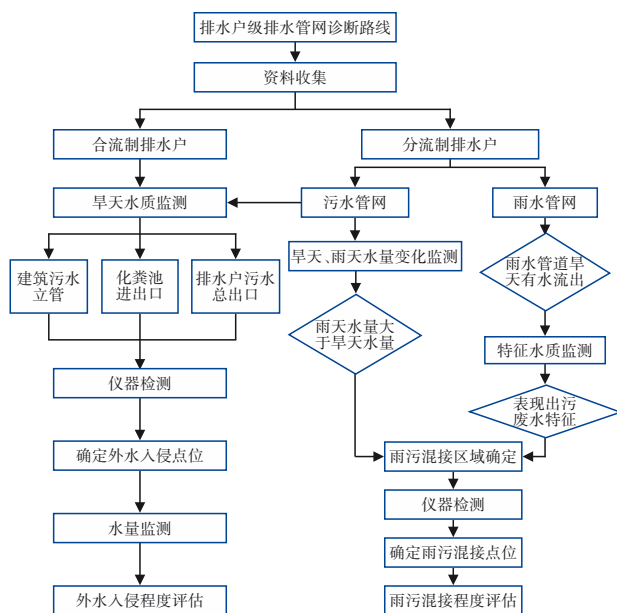 排水户级排水管网诊断路线
资料收集
合流制排水户
分流制排水户
旱天水质监测
污水管网
雨水管网
建筑污水
立管
化粪池
进出口
排水户污水
总出口
旱天、雨天水量变化监测
雨水管道旱
天有水流出
雨天水量大
于旱天水量
特征水质监测
仪器检测
表现出污
废水特征
确定外水入侵点位
雨污混接区域确定
仪器检测
水量监测
确定雨污混接点位
外水入侵程度评估
雨污混接程度评估